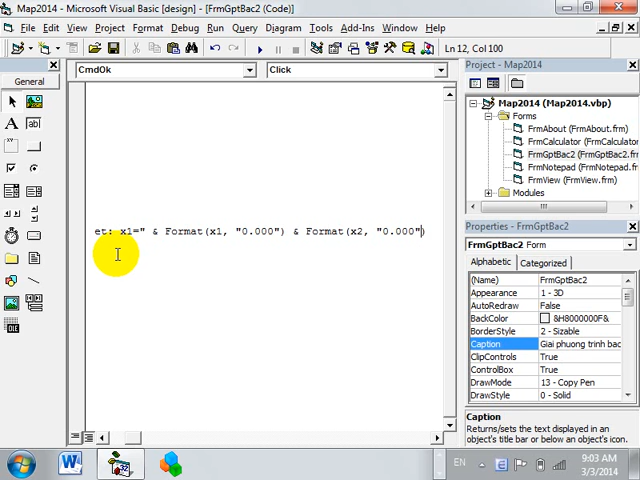 Map2014 - Microsoft Visual Basic [design] - [FrmGptBac2 (Code)]
File Edit View Project Format Debug Run Query Diagram Tools Add-Ins Window Help
Ln 12, Col 100
General
CmdOk
Click
et: x1=" & Format(x1, "0.000") & Format(x2, "0.000")
Project - Map2014
Map2014 (Map2014.vbp)
Forms
FrmAbout (FrmAbout.frm)
FrmCalculator (FrmCalculator
FrmGptBac2 (FrmGptBac2.frm
FrmNotepad (FrmNotepad.frm
FrmView (FrmView.frm)
Modules
Properties - FrmGptBac2
FrmGptBac2 Form
Alphabetic Categorized
(Name) FrmGptBac2
Appearance 1 - 3D
AutoRedraw False
BackColor &H8000000F&
BorderStyle 2 - Sizable
Caption Giai phuong trinh bac
ClipControls True
ControlBox True
DrawMode 13 - Copy Pen
DrawStyle 0 - Solid
Caption
Returns/sets the text displayed in an object's title bar or below an object's icon.
EN
9:03 AM
3/3/2014